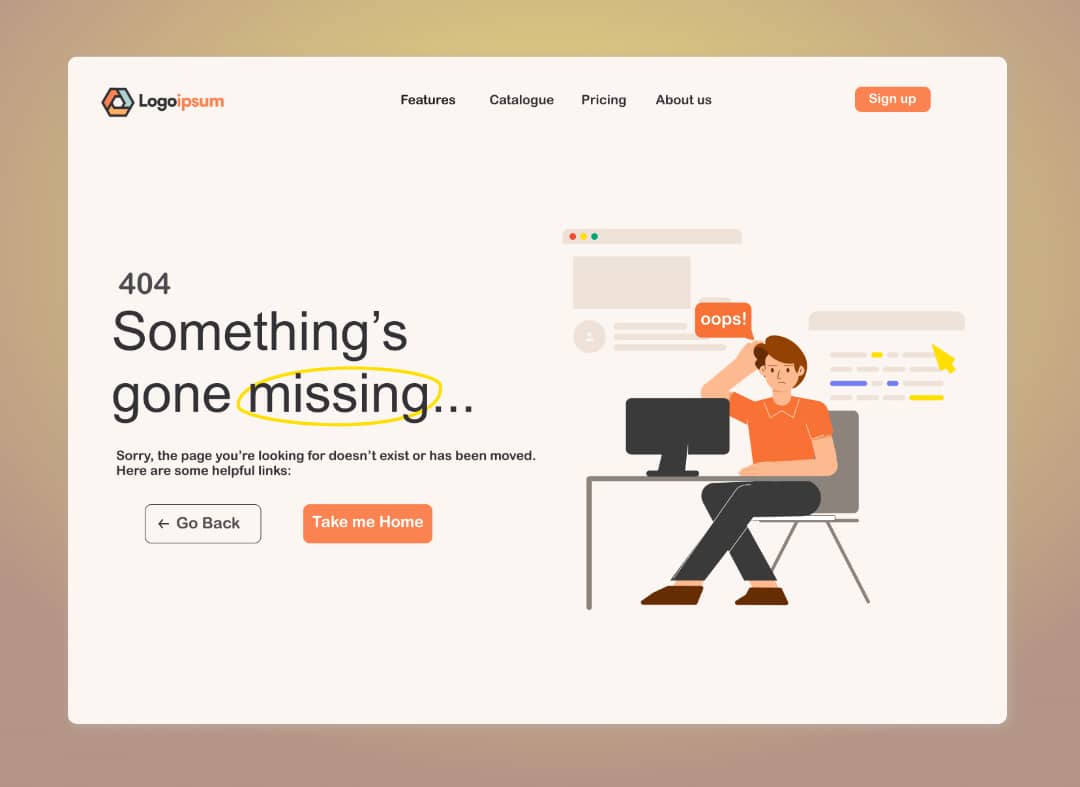 Logoipsum
Features Catalogue Pricing About us
Sign up
404
Something’s
gone missing...
Sorry, the page you’re looking for doesn’t exist or has been moved.
Here are some helpful links:
← Go Back
Take me Home
oops!